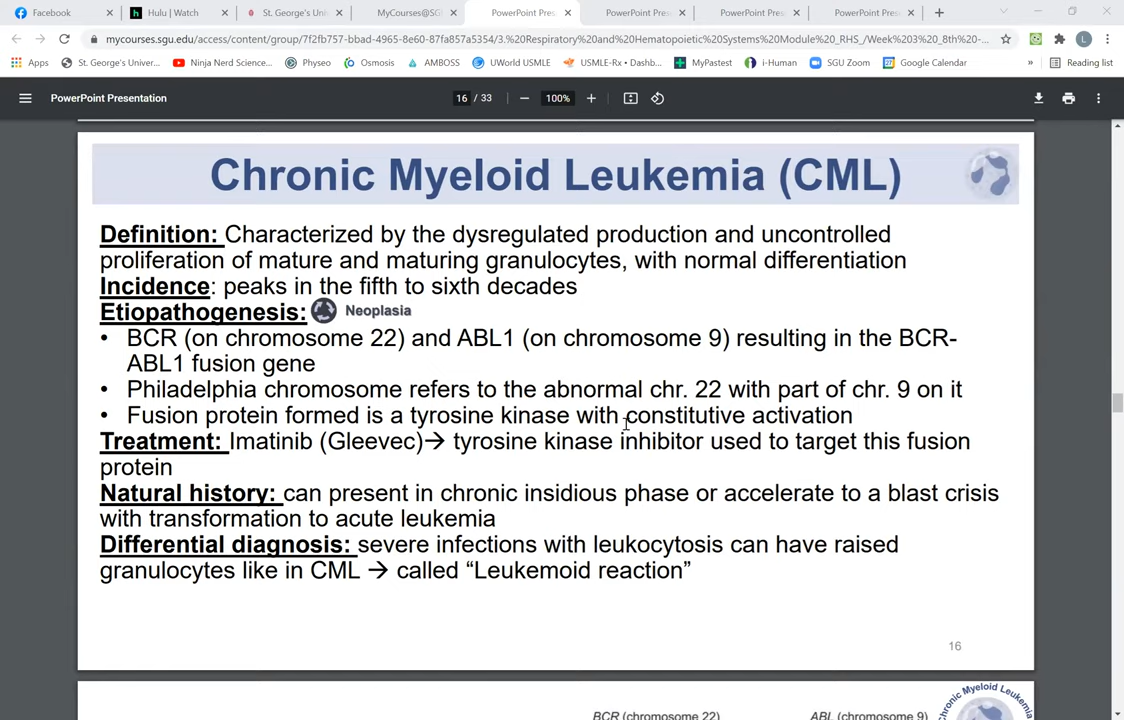 Facebook
Hulu | Watch
St. George's Uni
MyCourses@SG
PowerPoint Pres
PowerPoint Pres
PowerPoint Pres
PowerPoint Pres
mycourses.sgu.edu/access/content/group/7f2fb757-bbad-4965-8e60-87fa857a5354/3.%20Respiratory%20and%20Hematopoietic%20Systems%20Module%20_RHS_/Week%203%20_8th%20-...
Apps
St. George's Univer...
Ninja Nerd Science...
Physeo
Osmosis
AMBOSS
UWorld USMLE
USMLE-Rx • Dashb...
MyPastest
i-Human
SGU Zoom
Google Calendar
»
Reading list
PowerPoint Presentation
16 / 33
100%
Chronic Myeloid Leukemia (CML)
Definition: Characterized by the dysregulated production and uncontrolled
proliferation of mature and maturing granulocytes, with normal differentiation
Incidence: peaks in the fifth to sixth decades
Etiopathogenesis: Neoplasia
• BCR (on chromosome 22) and ABL1 (on chromosome 9) resulting in the BCR-
ABL1 fusion gene
• Philadelphia chromosome refers to the abnormal chr. 22 with part of chr. 9 on it
• Fusion protein formed is a tyrosine kinase with constitutive activation
Treatment: Imatinib (Gleevec)→ tyrosine kinase inhibitor used to target this fusion
protein
Natural history: can present in chronic insidious phase or accelerate to a blast crisis
with transformation to acute leukemia
Differential diagnosis: severe infections with leukocytosis can have raised
granulocytes like in CML → called “Leukemoid reaction”
16
BCR (chromosome 22)
ABL (chromosome 9)
Chronic Myeloid Leukemia